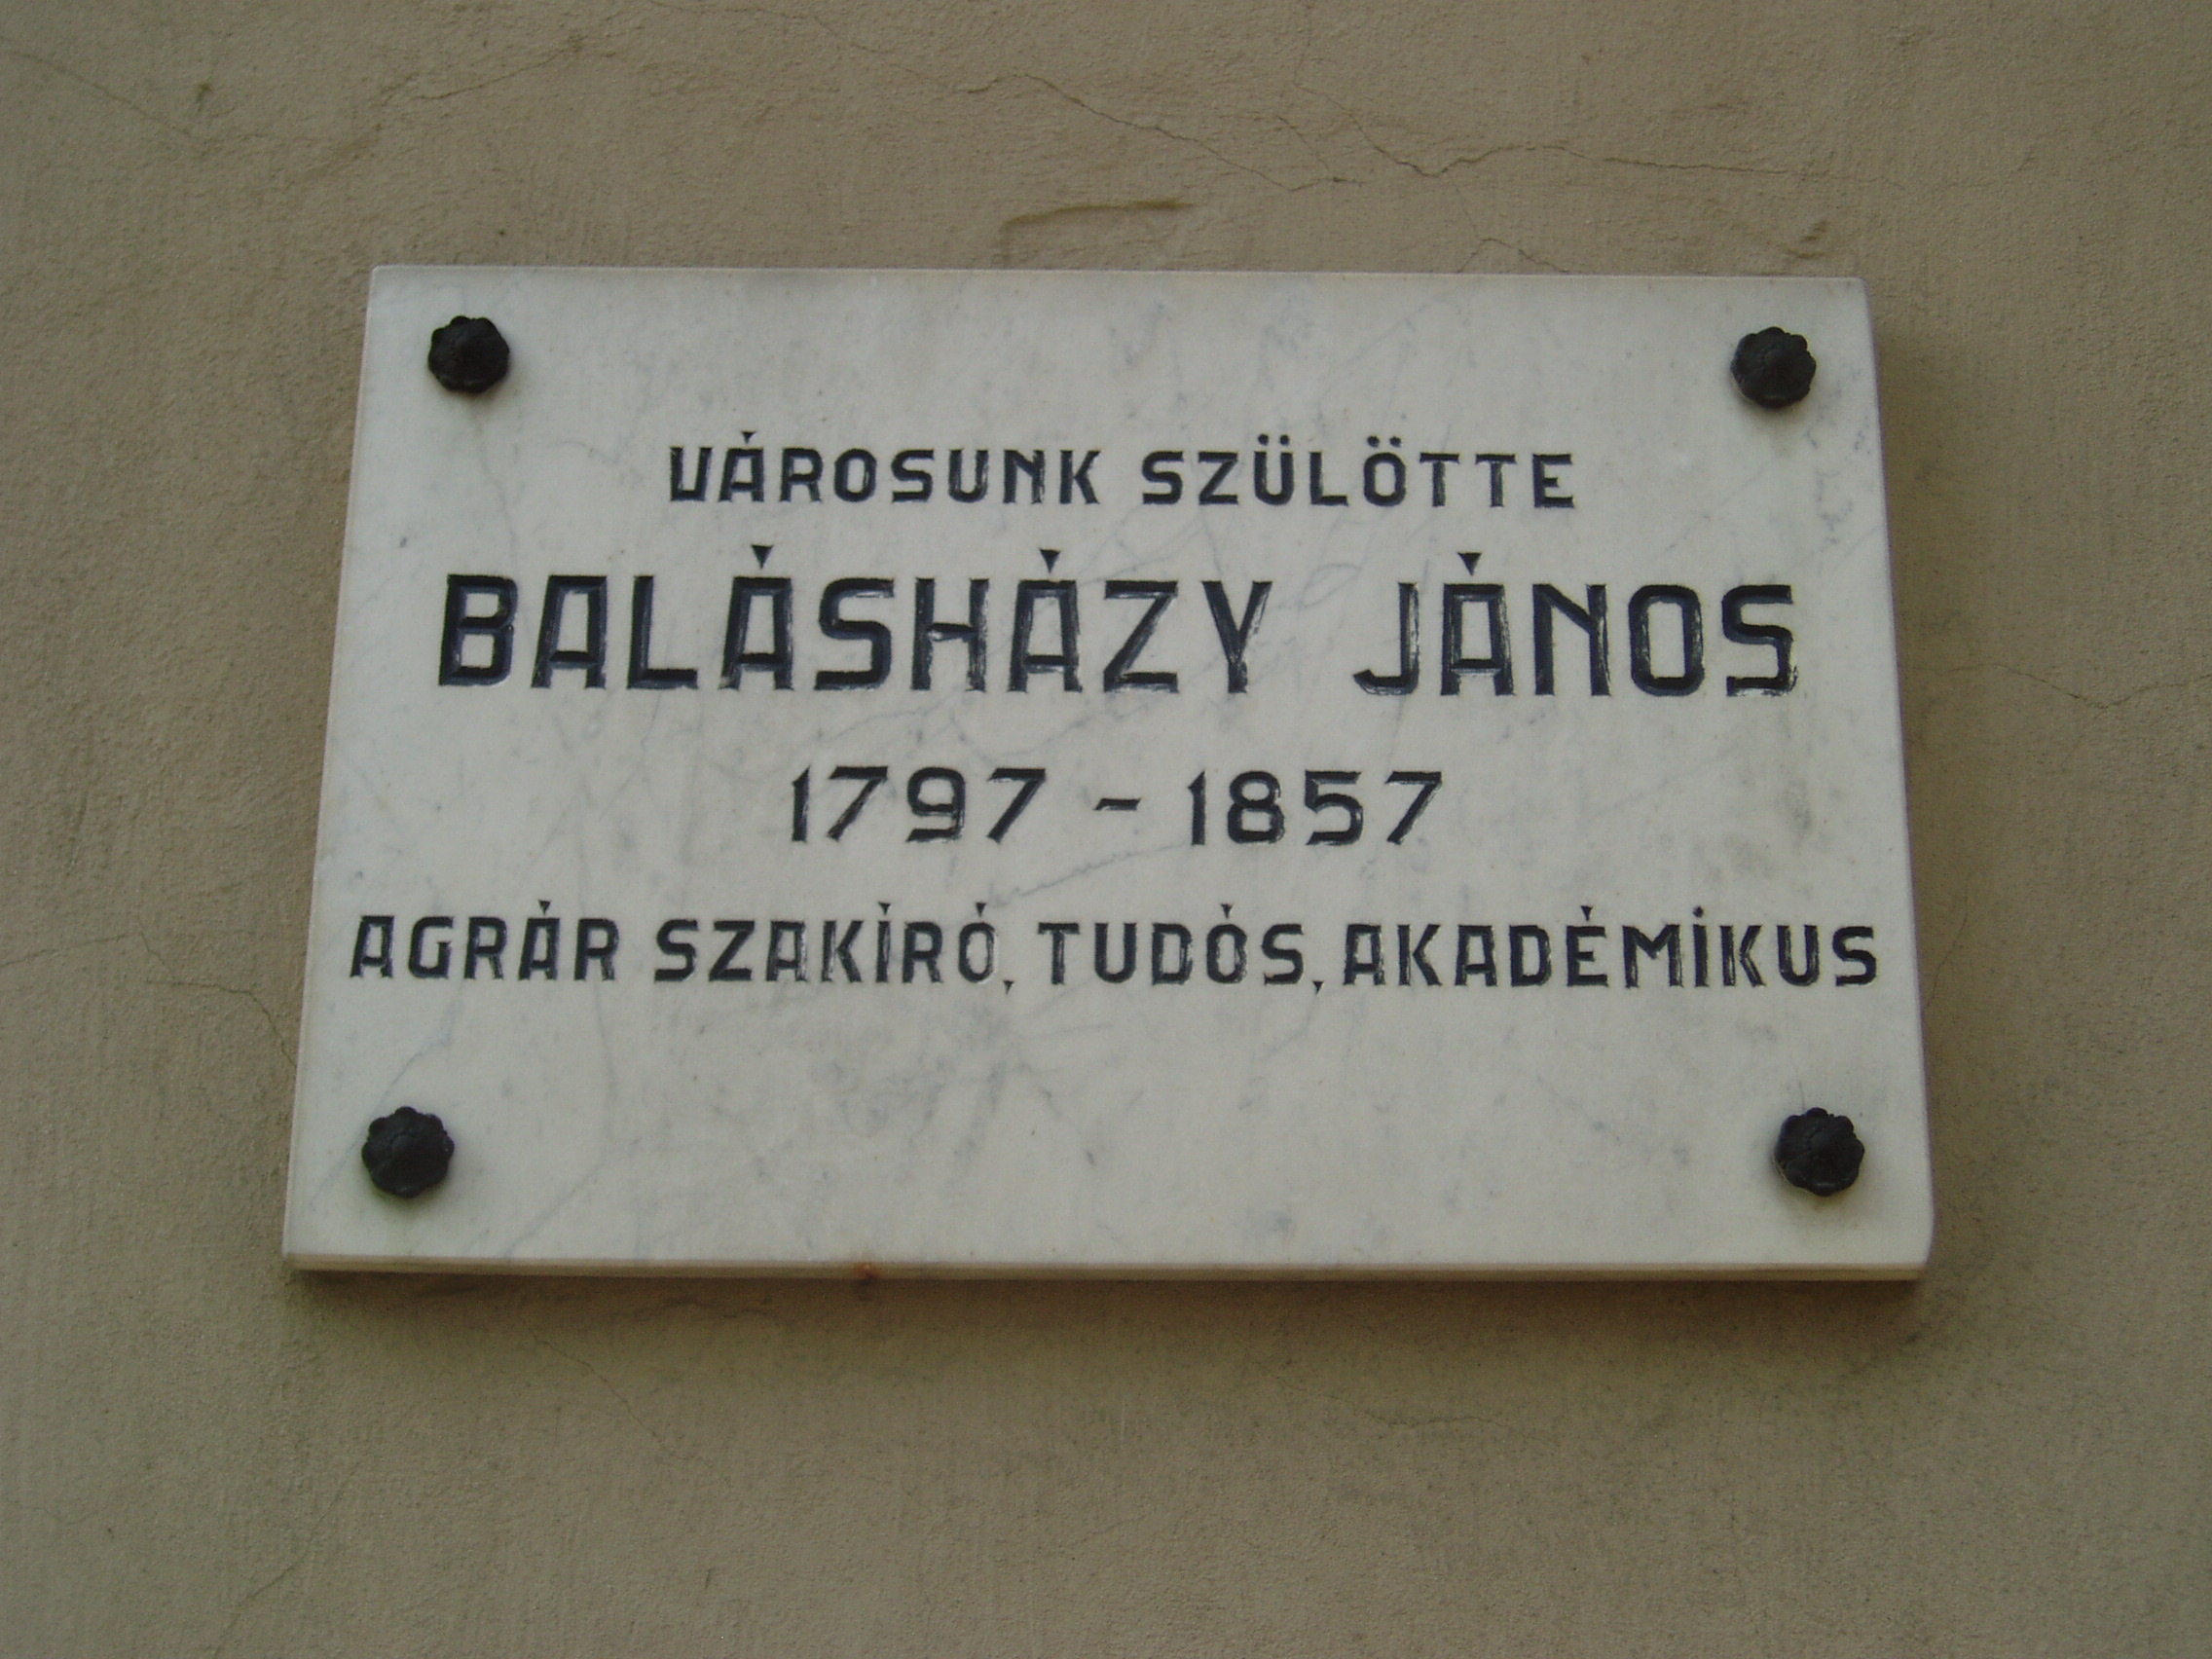 VÁROSUNK SZÜLÖTTE
BALÁSHÁZY JÁNOS
1797 - 1857
AGRÁR SZAKÍRÓ, TUDÓS, AKADÉMIKUS